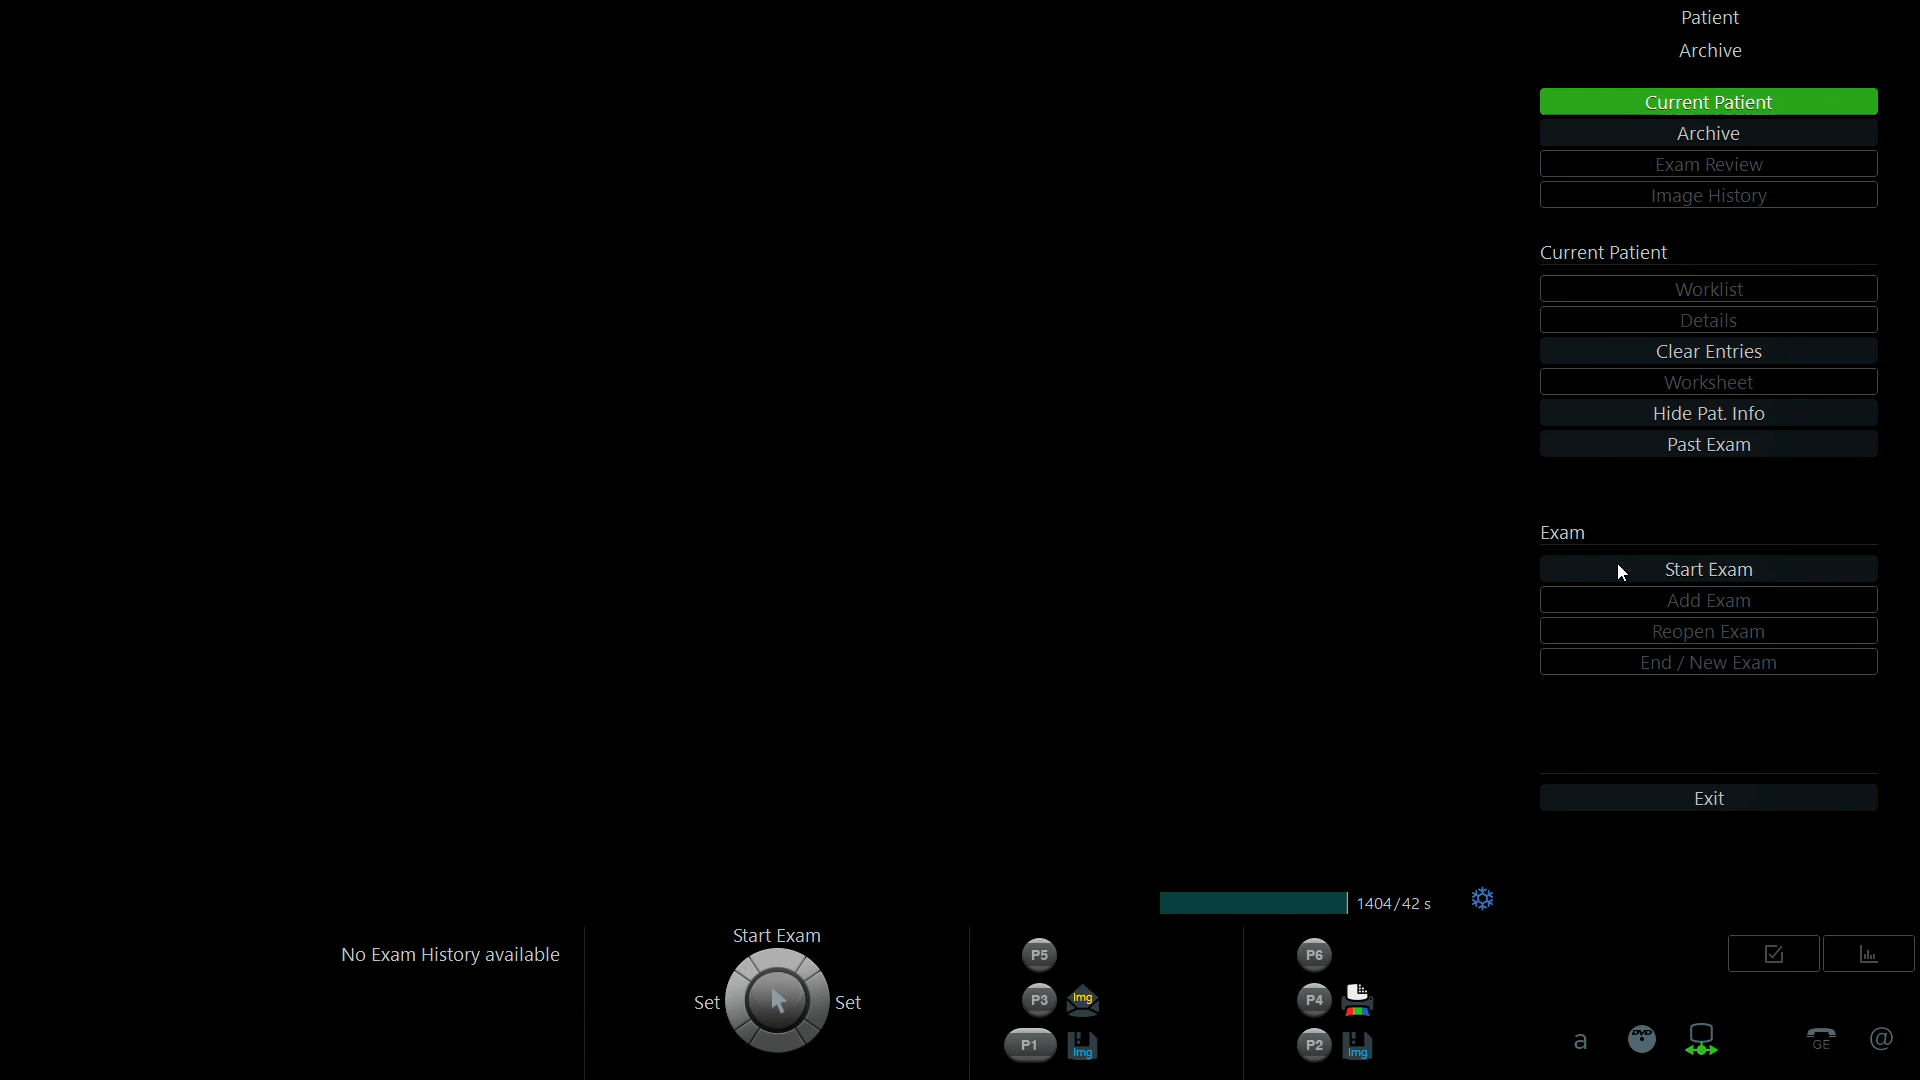 Patient
Archive
Current Patient
Archive
Exam Review
Image History
Current Patient
Worklist
Details
Clear Entries
Worksheet
Hide Pat. Info
Past Exam
Exam
Start Exam
Add Exam
Reopen Exam
End / New Exam
Exit
1404/42 s
No Exam History available
Start Exam
Set
Set
P5
P3
Img
P1
Img
P6
P4
P2
Img
a
DVD
GE
@